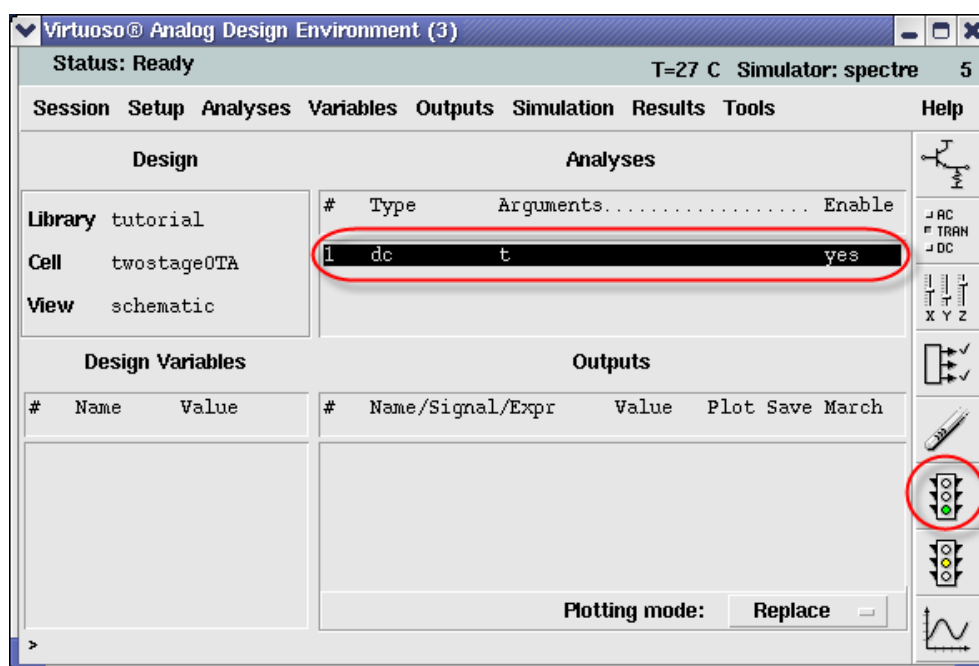 Virtuoso® Analog Design Environment (3)
Status: Ready T=27 C Simulator: spectre 5
Session Setup Analyses Variables Outputs Simulation Results Tools Help
Design
Analyses
Library tutorial
Cell twostageOTA
View schematic
# Type Arguments.................. Enable
1 dc t yes
AC
TRAN
DC
X Y Z
Design Variables
# Name Value
Outputs
# Name/Signal/Expr Value Plot Save March
Plotting mode: Replace
>